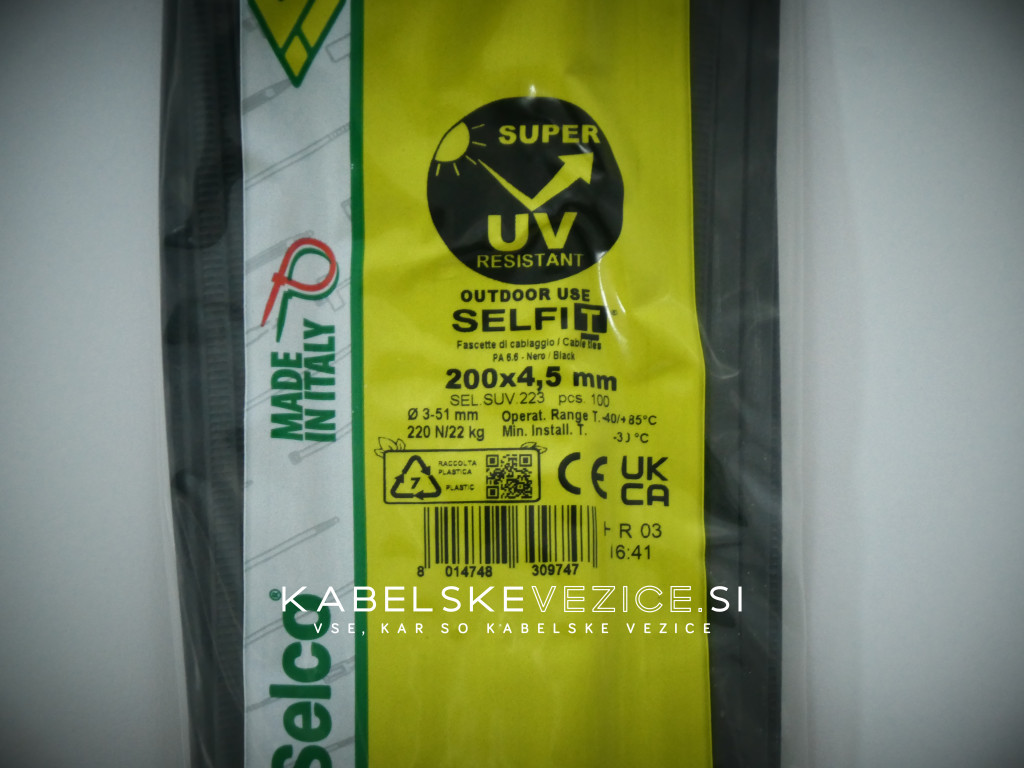 SUPER
UV
RESISTANT
OUTDOOR USE
SELFIT
Fascette di cablaggio / Cable ties
PA 6.6 - Nero / Black
200x4,5 mm
SEL.SUV.223 pcs. 100
Ø 3-51 mm Operat. Range T. -40/+85°C
220 N/22 kg Min. Install. T. °C
RACCOLTA
PLASTICA
7
PLASTIC
CE UK
CA
R 03
16:41
8 014748 309747
MADE
IN ITALY
Selco®
KABELSKEVEZICE.SI
VSE, KAR SO KABELSKE VEZICE